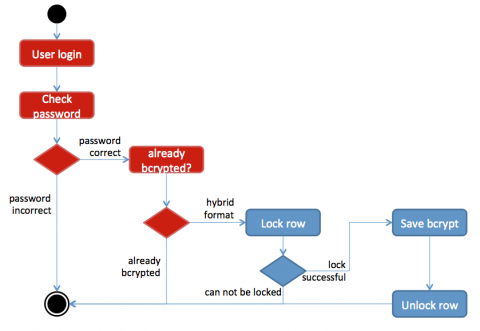 User login
Check
password
password
correct
already
bcrypted?
password
incorrect
hybrid
format
Lock row
Save bcrypt
already
bcrypted
lock
successful
can not be locked
Unlock row